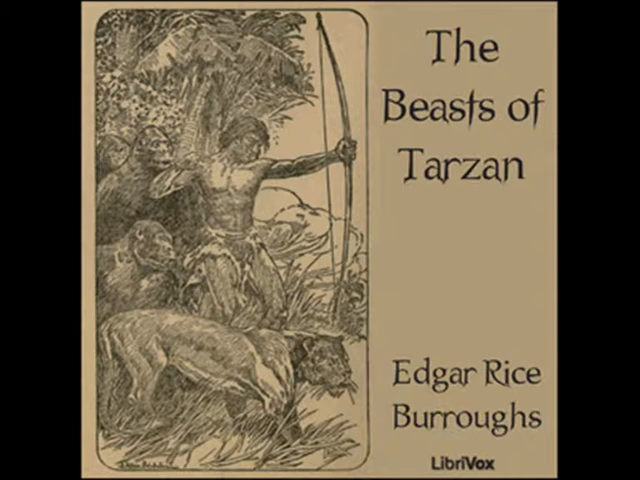 The
Beasts of
Tarzan
Edgar Rice
Burroughs
LibriVox